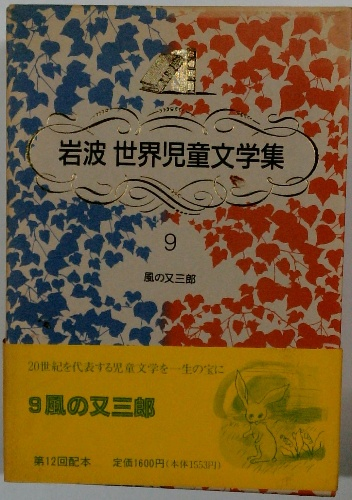 岩波 世界児童文学集
9
風の又三郎
20世紀を代表する児童文学を一生の宝に
9 風の又三郎
第12回配本 定価1600円(本体1553円)